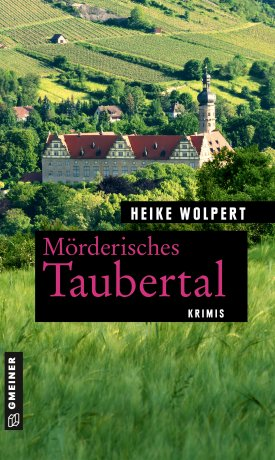 HEIKE WOLPERT
Mörderisches
Taubertal
KRIMIS
GMEINER